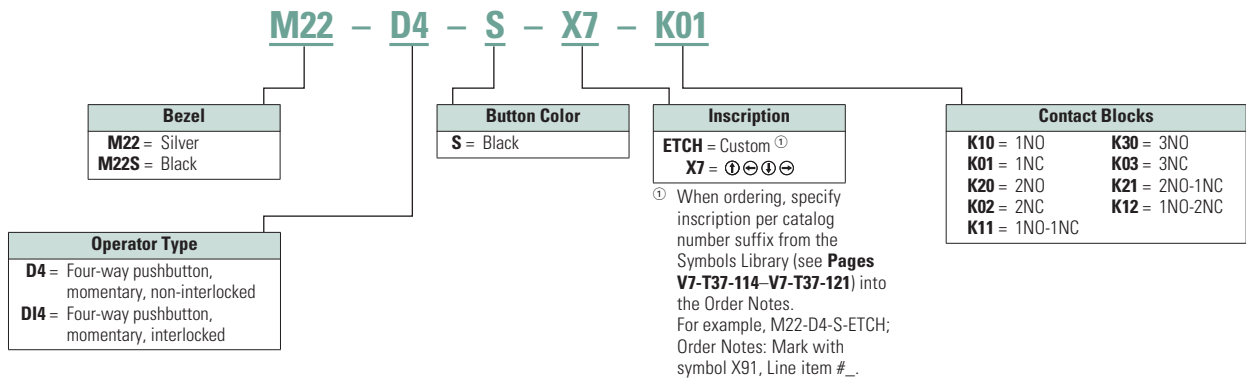 M22 – D4 – S – X7 – K01
Bezel
M22 = Silver
M22S = Black
Operator Type
D4 = Four-way pushbutton,
momentary, non-interlocked
DI4 = Four-way pushbutton,
momentary, interlocked
Button Color
S = Black
Inscription
ETCH = Custom ①
X7 =
① When ordering, specify
inscription per catalog
number suffix from the
Symbols Library (see Pages
V7-T37-114–V7-T37-121) into
the Order Notes.
For example, M22-D4-S-ETCH;
Order Notes: Mark with
symbol X91, Line item #_.
Contact Blocks
K10 = 1NO
K01 = 1NC
K20 = 2NO
K02 = 2NC
K11 = 1NO-1NC
K30 = 3NO
K03 = 3NC
K21 = 2NO-1NC
K12 = 1NO-2NC